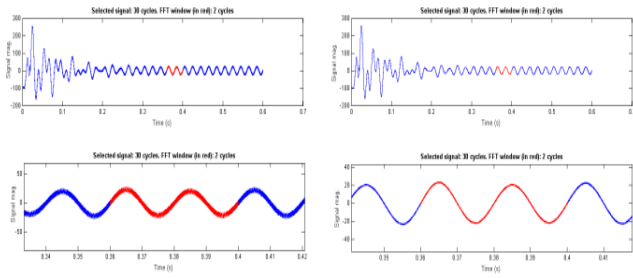 Selected signal: 30 cycles. FFT window (in red): 2 cycles
300
200
100
0
-100
-200
Signal mag.
0 0.1 0.2 0.3 0.4 0.5 0.6 0.7
Time (s)
Selected signal: 30 cycles. FFT window (in red): 2 cycles
300
200
100
0
-100
-200
Signal mag.
0 0.1 0.2 0.3 0.4 0.5 0.6 0.7
Time (s)
Selected signal: 30 cycles. FFT window (in red): 2 cycles
50
0
-50
Signal mag.
0.34 0.35 0.36 0.37 0.38 0.39 0.4 0.41 0.42
Time (s)
Selected signal: 30 cycles. FFT window (in red): 2 cycles
40
20
0
-20
-40
Signal mag.
0.35 0.36 0.37 0.38 0.39 0.4 0.41
Time (s)